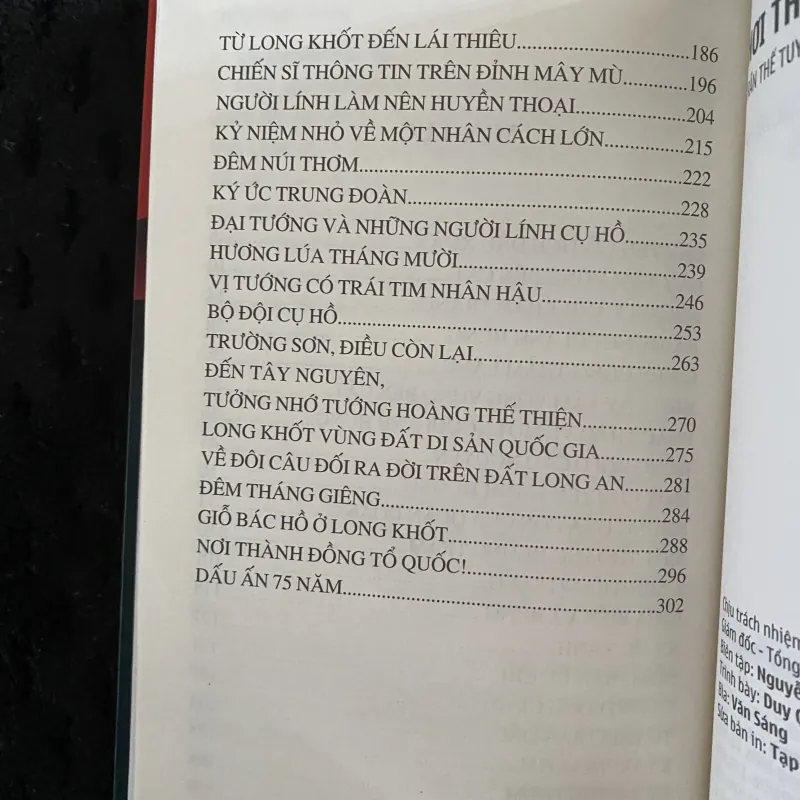 TỪ LONG KHỐT ĐẾN LÁI THIÊU..........186
CHIẾN SĨ THÔNG TIN TRÊN ĐỈNH MÂY MÙ..........196
NGƯỜI LÍNH LÀM NÊN HUYỀN THOẠI..........204
KỶ NIỆM NHỎ VỀ MỘT NHÂN CÁCH LỚN..........215
ĐÊM NÚI THƠM..........222
KÝ ỨC TRUNG ĐOÀN..........228
ĐẠI TƯỚNG VÀ NHỮNG NGƯỜI LÍNH CỤ HỒ..........235
HƯƠNG LÚA THÁNG MƯỜI..........239
VỊ TƯỚNG CÓ TRÁI TIM NHÂN HẬU..........246
BỘ ĐỘI CỤ HỒ..........253
TRƯỜNG SƠN, ĐIỀU CÒN LẠI..........263
ĐẾN TÂY NGUYÊN,
TƯỞNG NHỚ TƯỚNG HOÀNG THẾ THIỆN..........270
LONG KHỐT VÙNG ĐẤT DI SẢN QUỐC GIA..........275
VỀ ĐÔI CÂU ĐỐI RA ĐỜI TRÊN ĐẤT LONG AN..........281
ĐÊM THÁNG GIÊNG..........284
GIỖ BÁC HỒ Ở LONG KHỐT..........288
NƠI THÀNH ĐỒNG TỔ QUỐC!..........296
DẤU ẤN 75 NĂM..........302
Chịu trách nhiệm
Giám đốc - Tổng
Biên tập: Nguyễ
Trình bày: Duy
Bìa: Văn Sáng
Sửa bản in: Tạp